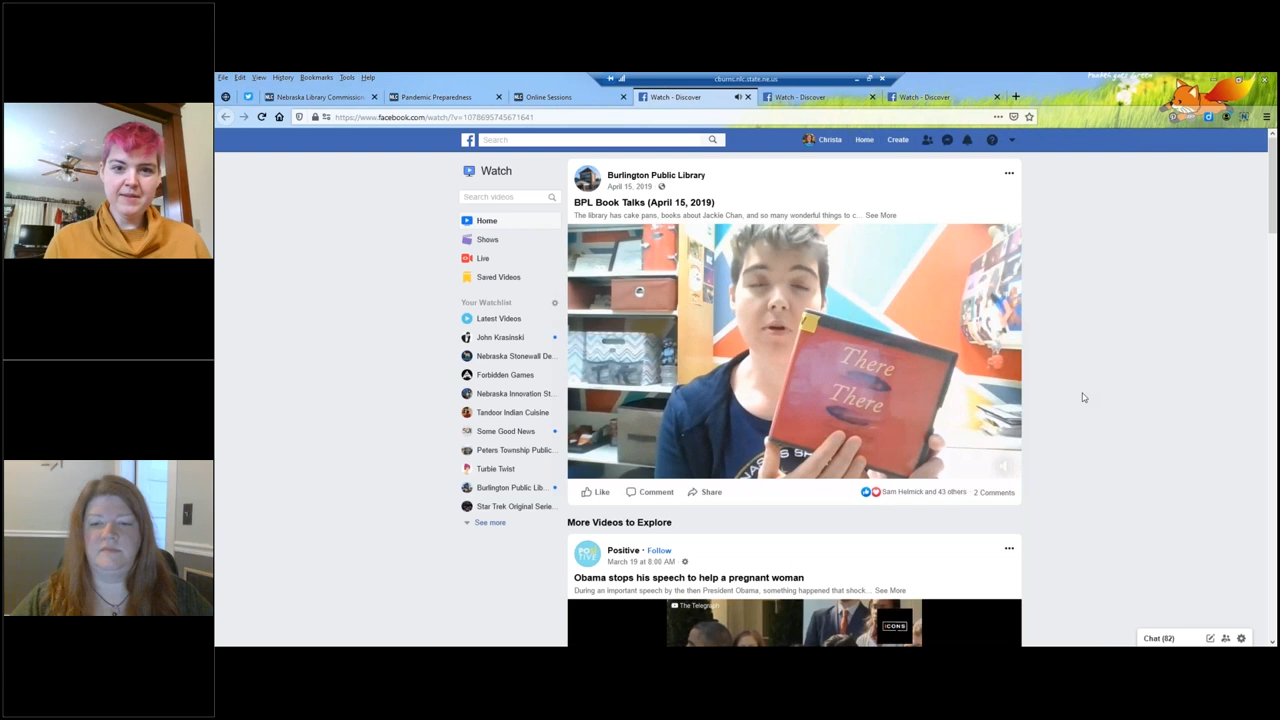 cburns.nlc.state.ne.us
File Edit View History Bookmarks Tools Help
Nebraska Library Commission
Pandemic Preparedness
Online Sessions
Watch - Discover
Watch - Discover
Watch - Discover
https://www.facebook.com/watch/?v=1078695745671641
Search
Christa Home Create
Watch
Search videos
Home
Shows
Live
Saved Videos
Your Watchlist
Latest Videos
John Krasinski
Nebraska Stonewall De...
Forbidden Games
Nebraska Innovation St...
Tandoor Indian Cuisine
Some Good News
Peters Township Public...
Turbie Twist
Burlington Public Lib...
Star Trek Original Serie...
See more
Burlington Public Library
April 15, 2019
BPL Book Talks (April 15, 2019)
The library has cake pans, books about Jackie Chan, and so many wonderful things to c... See More
There
There
Like Comment Share
Sam Helmick and 43 others 2 Comments
More Videos to Explore
POSITIVE
Positive · Follow
March 19 at 8:00 AM
Obama stops his speech to help a pregnant woman
During an important speech by the then President Obama, something happened that shock... See More
The Telegraph
ICONS
Chat (82)